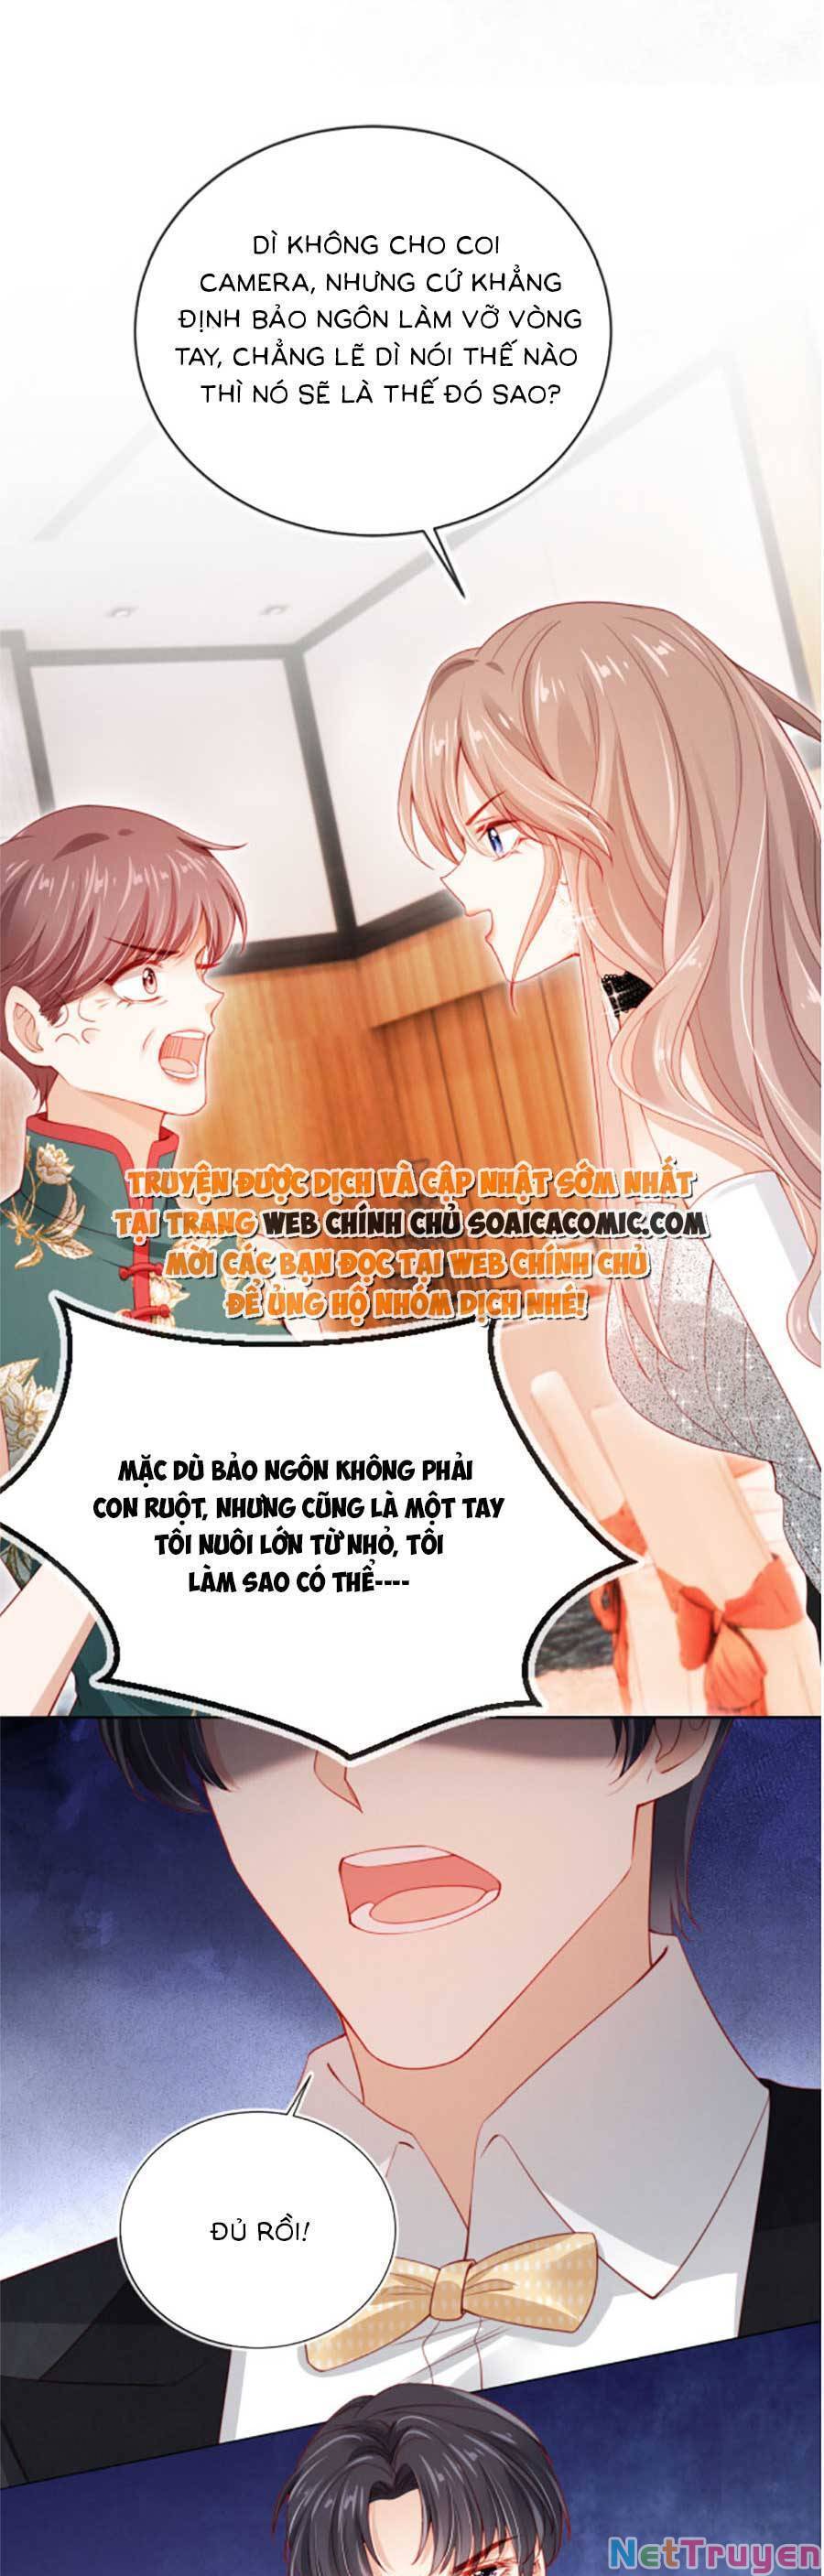 DÌ KHÔNG CHO COI
CAMERA, NHƯNG CỨ KHẲNG
ĐỊNH BẢO NGÔN LÀM VỠ VÒNG
TAY, CHẲNG LẼ DÌ NÓI THẾ NÀO
THÌ NÓ SẼ LÀ THẾ ĐÓ SAO?
TRUYỆN ĐƯỢC DỊCH VÀ CẬP NHẬT SỚM NHẤT
TẠI TRANG WEB CHÍNH CHỦ SOAICACOMIC.COM
MỜI CÁC BẠN ĐỌC TẠI WEB CHÍNH CHỦ
ĐỂ ỦNG HỘ NHÓM DỊCH NHÉ!
MẶC DÙ BẢO NGÔN KHÔNG PHẢI
CON RUỘT, NHƯNG CŨNG LÀ MỘT TAY
TÔI NUÔI LỚN TỪ NHỎ, TÔI
LÀM SAO CÓ THỂ----
ĐỦ RỒI!
NetTruyen